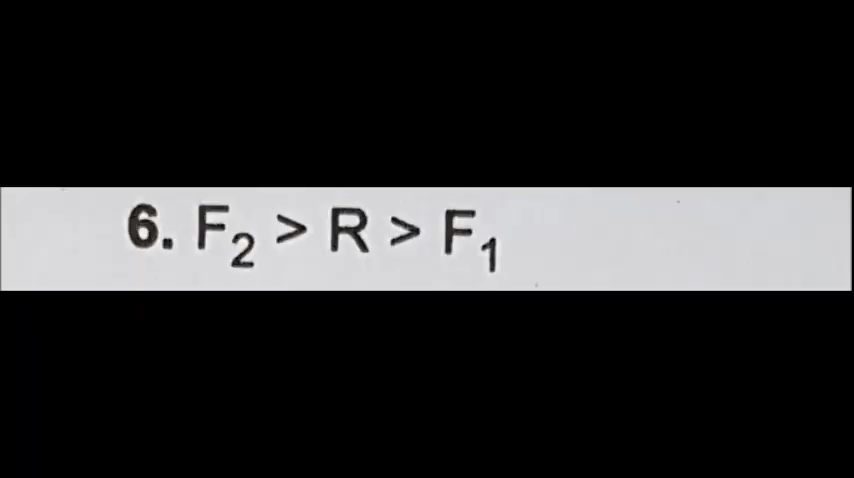 6. F₂ > R > F₁